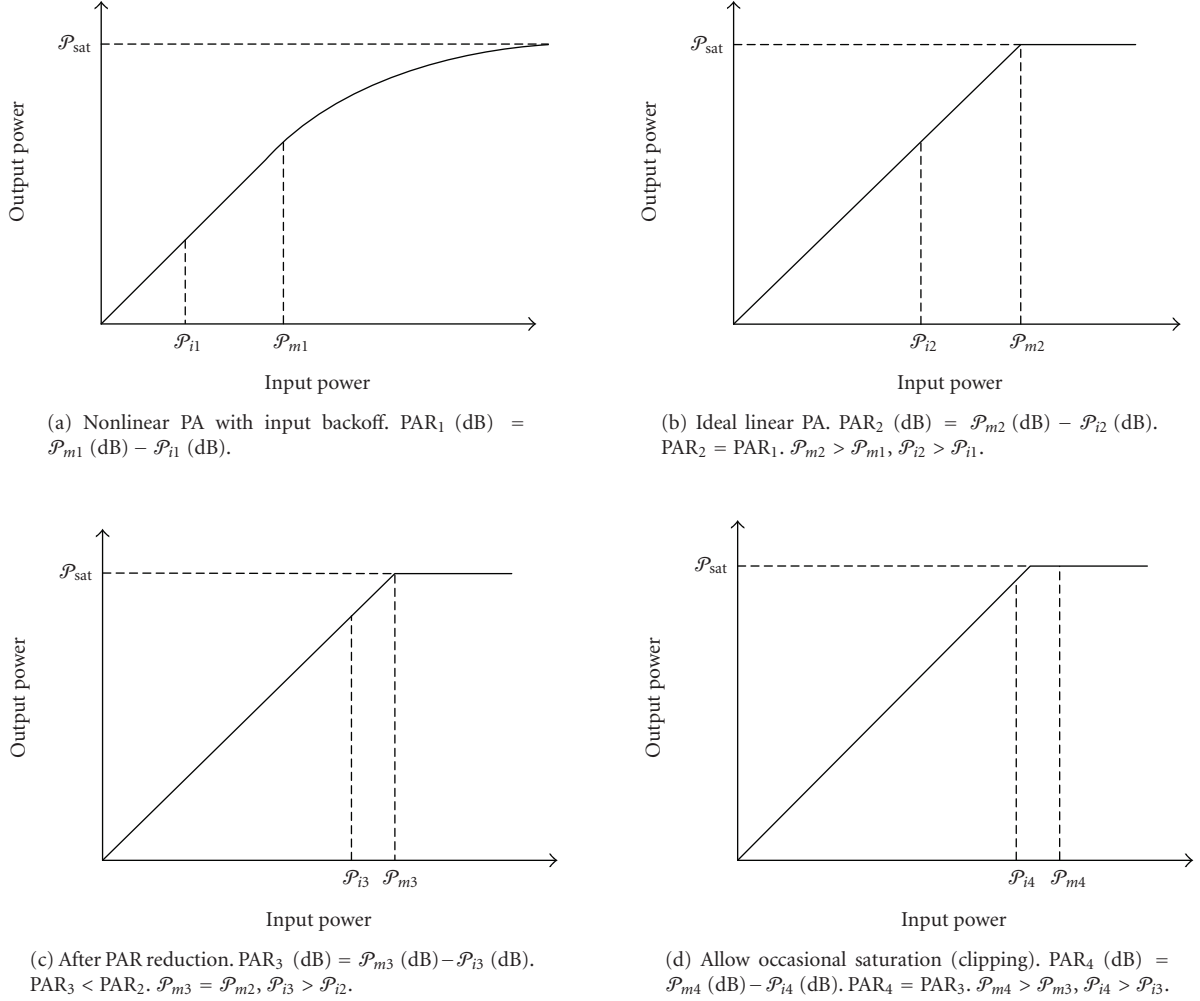 𝒫sat
Output power
𝒫i1 𝒫m1
Input power
(a) Nonlinear PA with input backoff. PAR₁ (dB) =
𝒫m1 (dB) − 𝒫i1 (dB).
𝒫sat
Output power
𝒫i2 𝒫m2
Input power
(b) Ideal linear PA. PAR₂ (dB) = 𝒫m2 (dB) − 𝒫i2 (dB).
PAR₂ = PAR₁. 𝒫m2 > 𝒫m1, 𝒫i2 > 𝒫i1.
𝒫sat
Output power
𝒫i3 𝒫m3
Input power
(c) After PAR reduction. PAR₃ (dB) = 𝒫m3 (dB)−𝒫i3 (dB).
PAR₃ < PAR₂. 𝒫m3 = 𝒫m2, 𝒫i3 > 𝒫i2.
𝒫sat
Output power
𝒫i4 𝒫m4
Input power
(d) Allow occasional saturation (clipping). PAR₄ (dB) =
𝒫m4 (dB)−𝒫i4 (dB). PAR₄ = PAR₃. 𝒫m4 > 𝒫m3, 𝒫i4 > 𝒫i3.